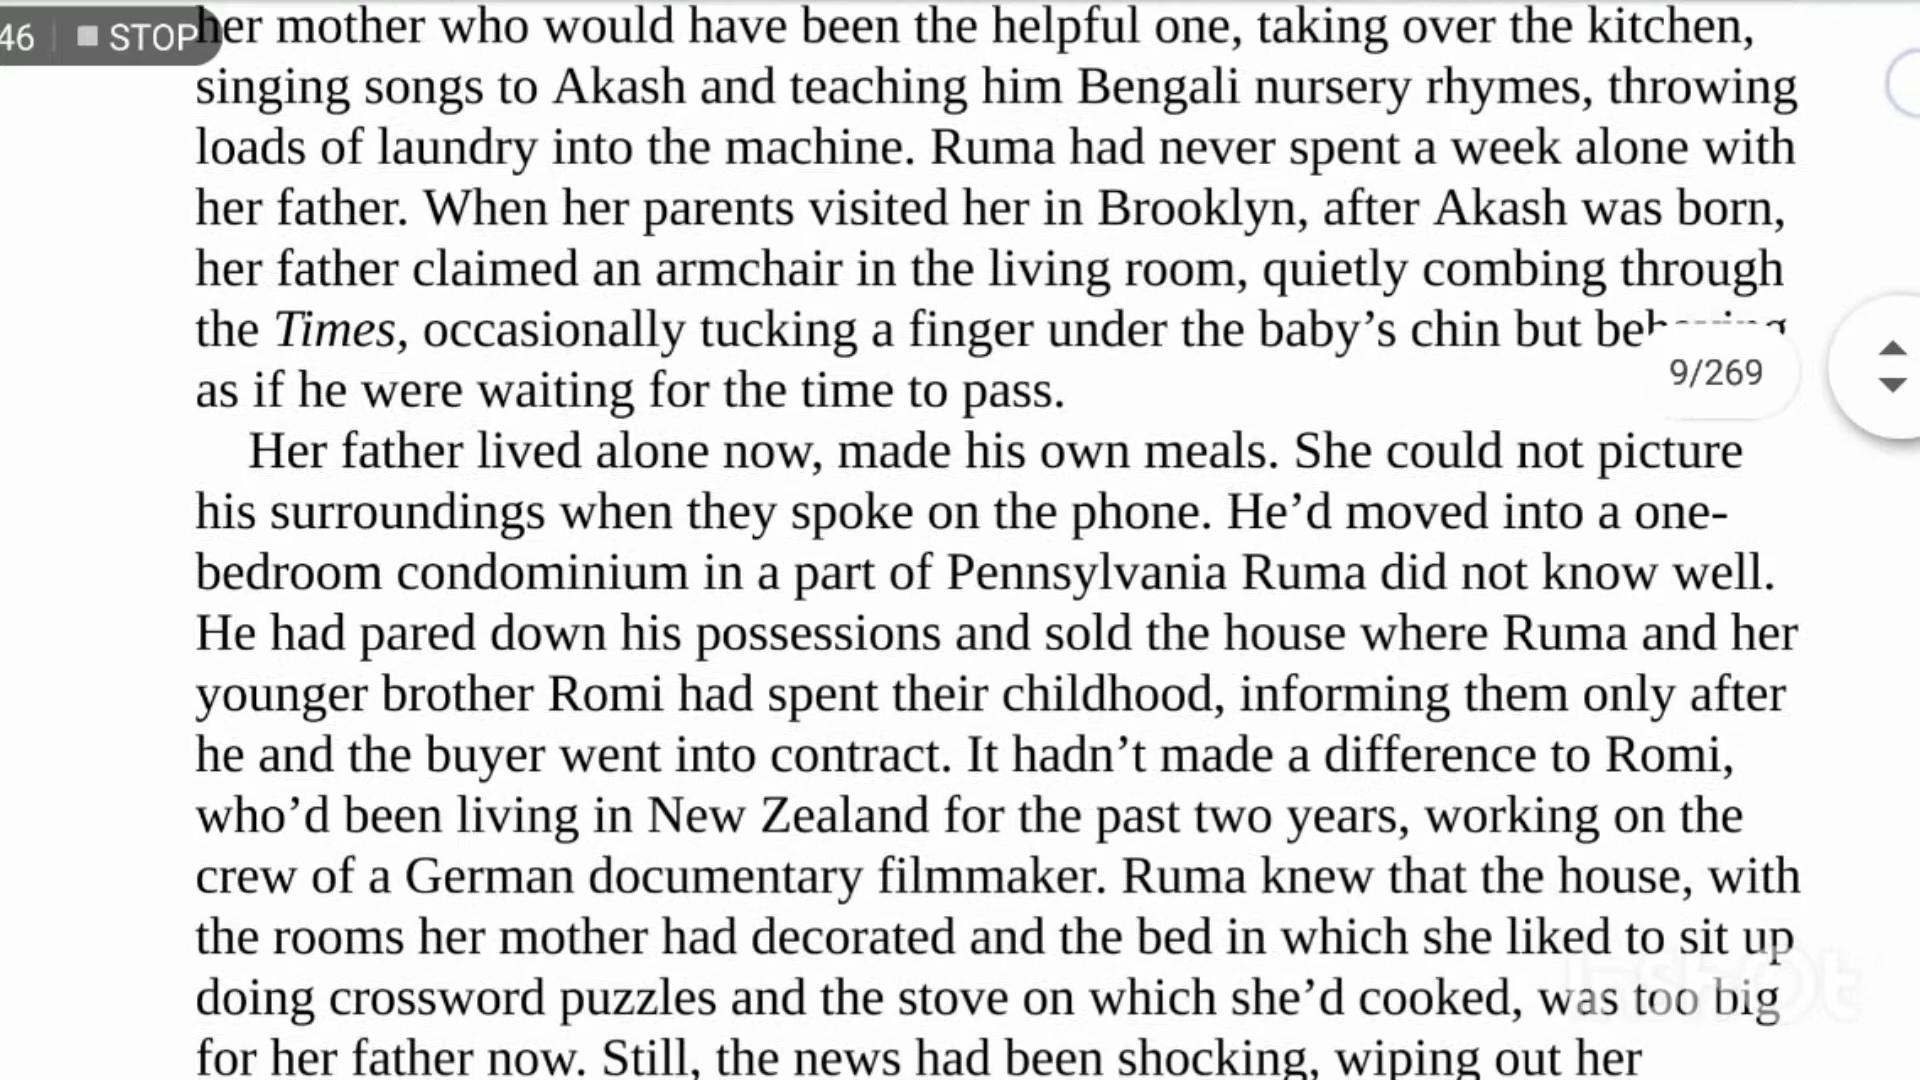 46 STOP
her mother who would have been the helpful one, taking over the kitchen,
singing songs to Akash and teaching him Bengali nursery rhymes, throwing
loads of laundry into the machine. Ruma had never spent a week alone with
her father. When her parents visited her in Brooklyn, after Akash was born,
her father claimed an armchair in the living room, quietly combing through
the Times, occasionally tucking a finger under the baby’s chin but behaving
9/269
as if he were waiting for the time to pass.
Her father lived alone now, made his own meals. She could not picture
his surroundings when they spoke on the phone. He’d moved into a one-
bedroom condominium in a part of Pennsylvania Ruma did not know well.
He had pared down his possessions and sold the house where Ruma and her
younger brother Romi had spent their childhood, informing them only after
he and the buyer went into contract. It hadn’t made a difference to Romi,
who’d been living in New Zealand for the past two years, working on the
crew of a German documentary filmmaker. Ruma knew that the house, with
the rooms her mother had decorated and the bed in which she liked to sit up
doing crossword puzzles and the stove on which she’d cooked, was too big
for her father now. Still, the news had been shocking, wiping out her